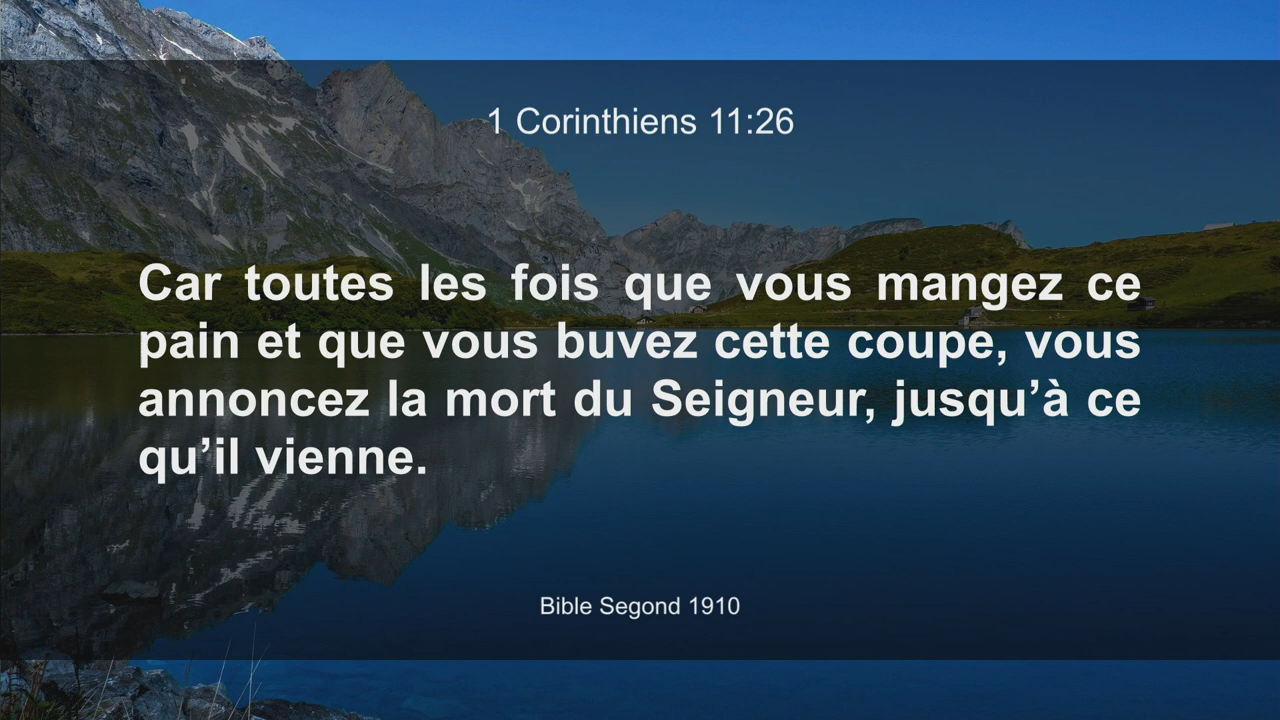 1 Corinthiens 11:26
Car toutes les fois que vous mangez ce
pain et que vous buvez cette coupe, vous
annoncez la mort du Seigneur, jusqu’à ce
qu’il vienne.
Bible Segond 1910